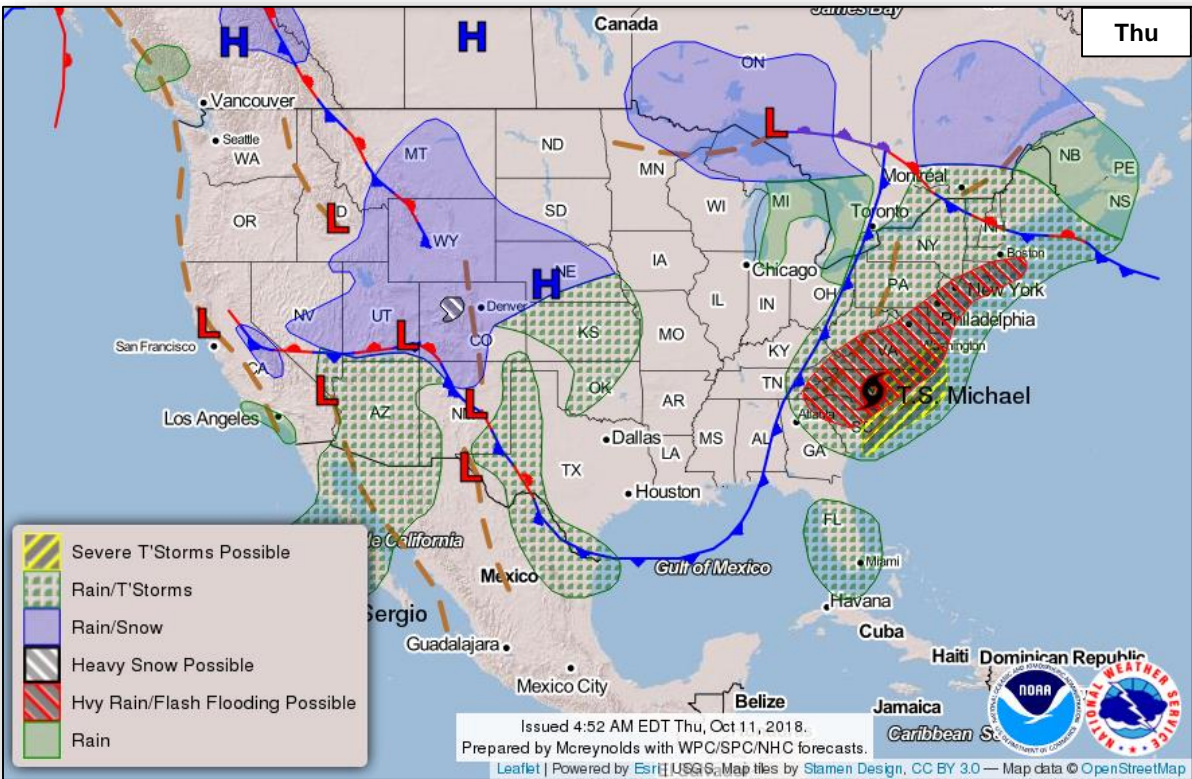 Canada
James Bay
Thu
H
H
ON
L
Vancouver
Seattle
WA
MT
ND
MN
Montréal
NB
PE
NS
OR
L
WY
SD
WI
MI
Toronto
NY
NH
Boston
IA
Chicago
PA
New York
NE
H
OH
Philadelphia
NV
UT
Denver
IL
IN
L
San Francisco
L
CO
KS
MO
KY
VA
Washington
CA
L
AZ
L
OK
TN
AR
T.S. Michael
Los Angeles
Atlanta
SC
Dallas
MS
AL
GA
LA
L
TX
Houston
FL
Miami
Severe T'Storms Possible
Rain/T'Storms
Rain/Snow
Heavy Snow Possible
Hvy Rain/Flash Flooding Possible
Rain
de California
Mexico
Gulf of Mexico
Sergio
Havana
Cuba
Guadalajara
Haiti
Dominican Republic
Mexico City
Belize
Jamaica
NOAA
NATIONAL WEATHER SERVICE
Issued 4:52 AM EDT Thu, Oct 11, 2018.
Prepared by Mcreynolds with WPC/SPC/NHC forecasts.
Leaflet | Powered by Esri | USGS, Map tiles by Stamen Design, CC BY 3.0 — Map data © OpenStreetMap